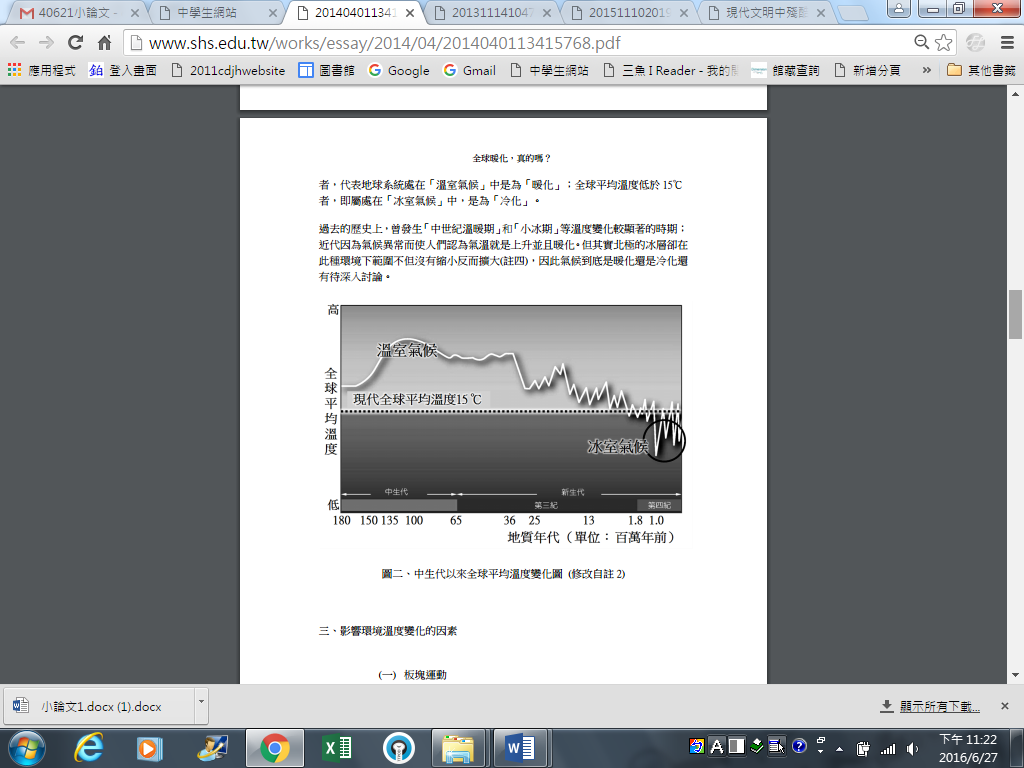 40621小論文 -
中學生網站
20140401134
20131114104
20151110201
現代文明中殘酷
www.shs.edu.tw/works/essay/2014/04/2014040113415768.pdf
應用程式 登入畫面 2011cdjhwebsite 圖書館 Google Gmail 中學生網站 三魚 I Reader - 我的 館藏查詢 新增分頁 » 其他書籤
全球暖化，真的嗎？
者，代表地球系統處在「溫室氣候」中是為「暖化」；全球平均溫度低於 15℃
者，即屬處在「冰室氣候」中，是為「冷化」。
過去的歷史上，曾發生「中世紀溫暖期」和「小冰期」等溫度變化較顯著的時期；
近代因為氣候異常而使人們認為氣溫就是上升並且暖化。但其實北極的冰層卻在
此種環境下範圍不但沒有縮小反而擴大(註四)，因此氣候到底是暖化還是冷化還
有待深入討論。
高
全球平均溫度
低
溫室氣候
現代全球平均溫度15℃
冰室氣候
中生代 新生代
第三紀 第四紀
180 150 135 100 65 36 25 13 1.8 1.0
地質年代（單位：百萬年前）
圖二、中生代以來全球平均溫度變化圖 (修改自註 2)
三、影響環境溫度變化的因素
(一) 板塊運動
小論文1.docx (1).docx
顯示所有下載...
下午 11:22
2016/6/27